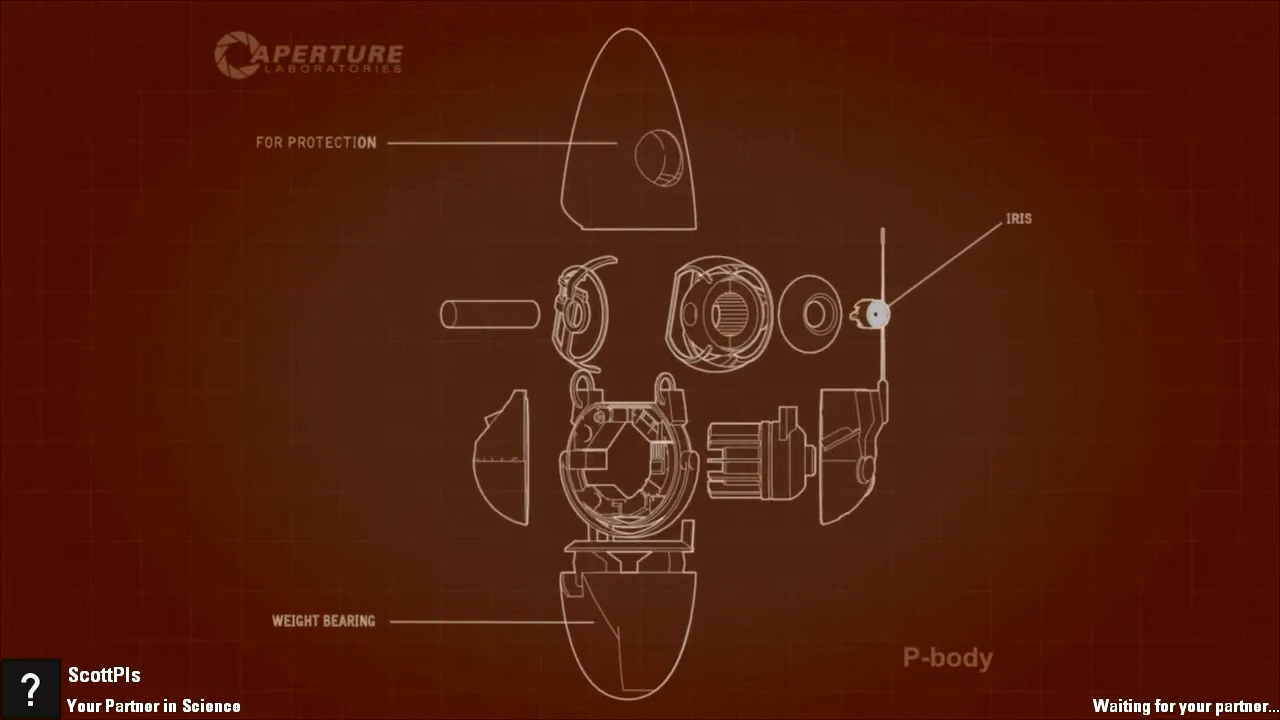 APERTURE
LABORATORIES
FOR PROTECTION
IRIS
WEIGHT BEARING
P-body
?
ScottPls
Your Partner in Science
Waiting for your partner...